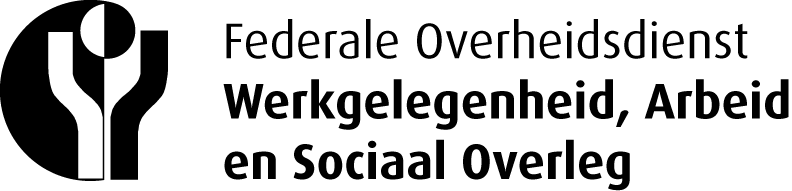 Federale Overheidsdienst
Werkgelegenheid, Arbeid
en Sociaal Overleg